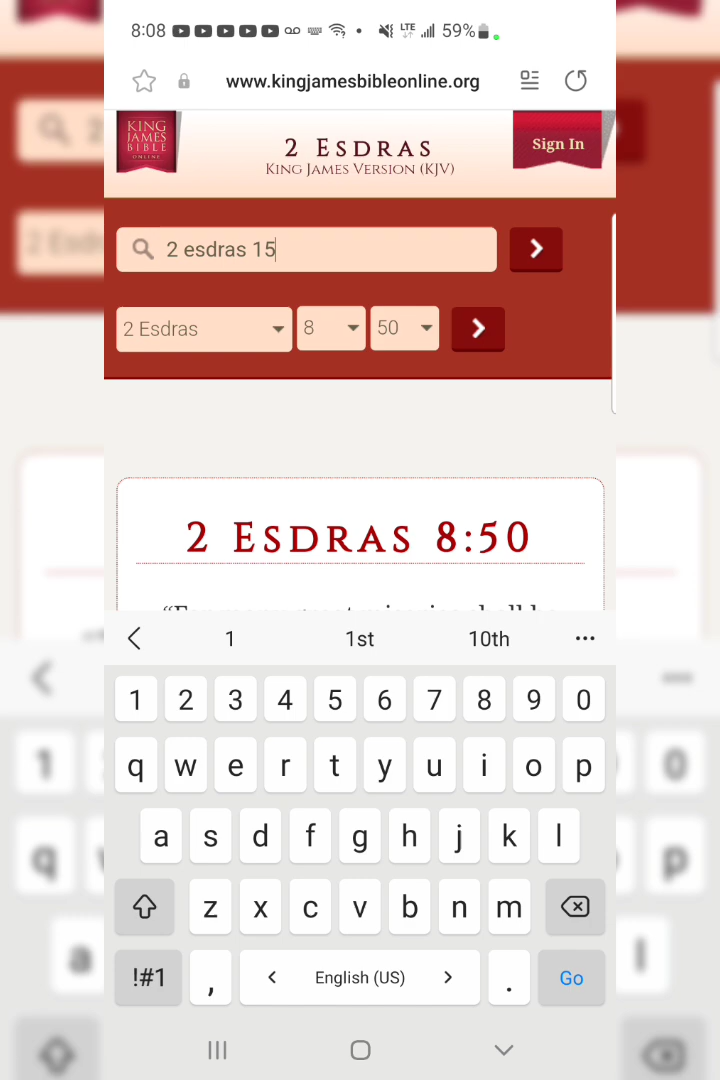 8:08 LTE 59%
www.kingjamesbibleonline.org
KING
JAMES
BIBLE
ONLINE
2 ESDRAS
KING JAMES VERSION (KJV)
Sign In
2 esdras 15
2 Esdras 8 50
2 ESDRAS 8:50
1 1st 10th ...
1 2 3 4 5 6 7 8 9 0
q w e r t y u i o p
a s d f g h j k l
z x c v b n m
!#1 , < English (US) > . Go